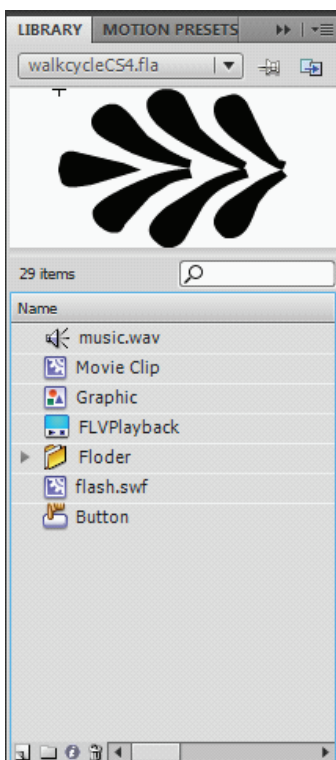 LIBRARY MOTION PRESETS
walkcycleCS4.fla
29 items
Name
music.wav
Movie Clip
Graphic
FLVPlayback
Floder
flash.swf
Button